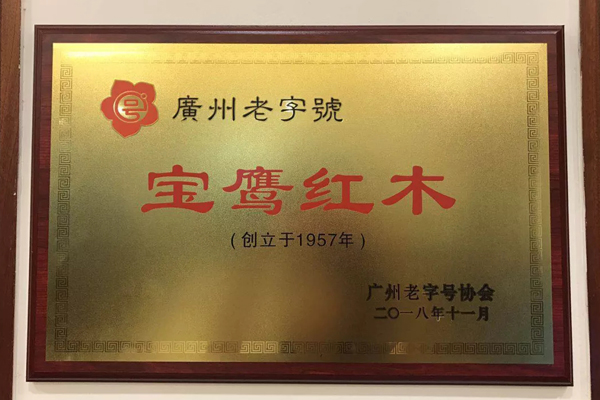 号
廣州老字號
宝鹰红木
(创立于1957年)
广州老字号协会
二〇一八年十一月